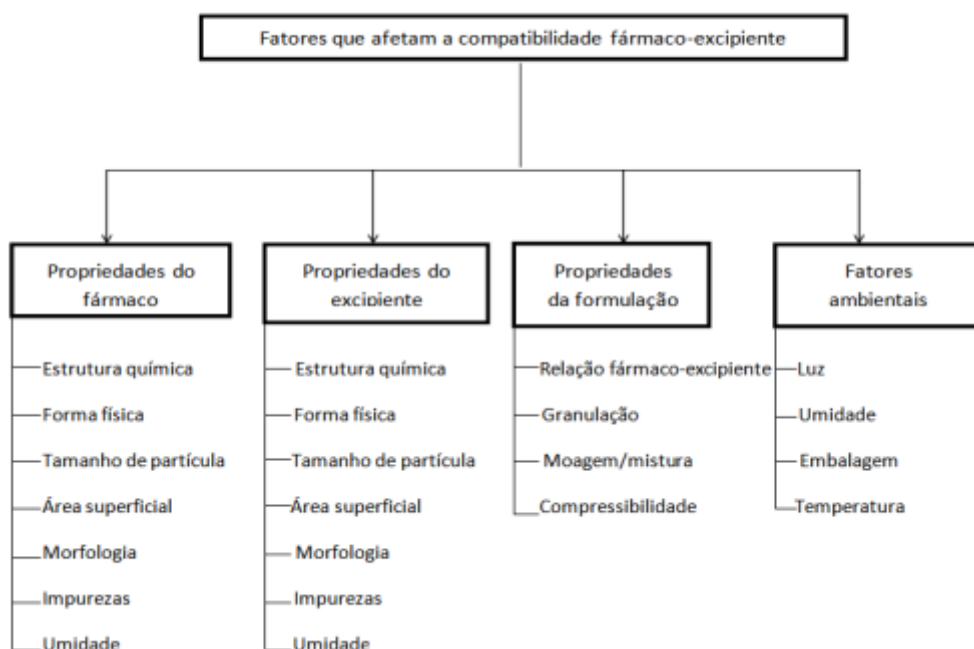 Fatores que afetam a compatibilidade fármaco-excipiente
Propriedades do
fármaco
Estrutura química
Forma física
Tamanho de partícula
Área superficial
Morfologia
Impurezas
Umidade
Propriedades do
excipiente
Estrutura química
Forma física
Tamanho de partícula
Área superficial
Morfologia
Impurezas
Umidade
Propriedades
da formulação
Relação fármaco-excipiente
Granulação
Moagem/mistura
Compressibilidade
Fatores
ambientais
Luz
Umidade
Embalagem
Temperatura